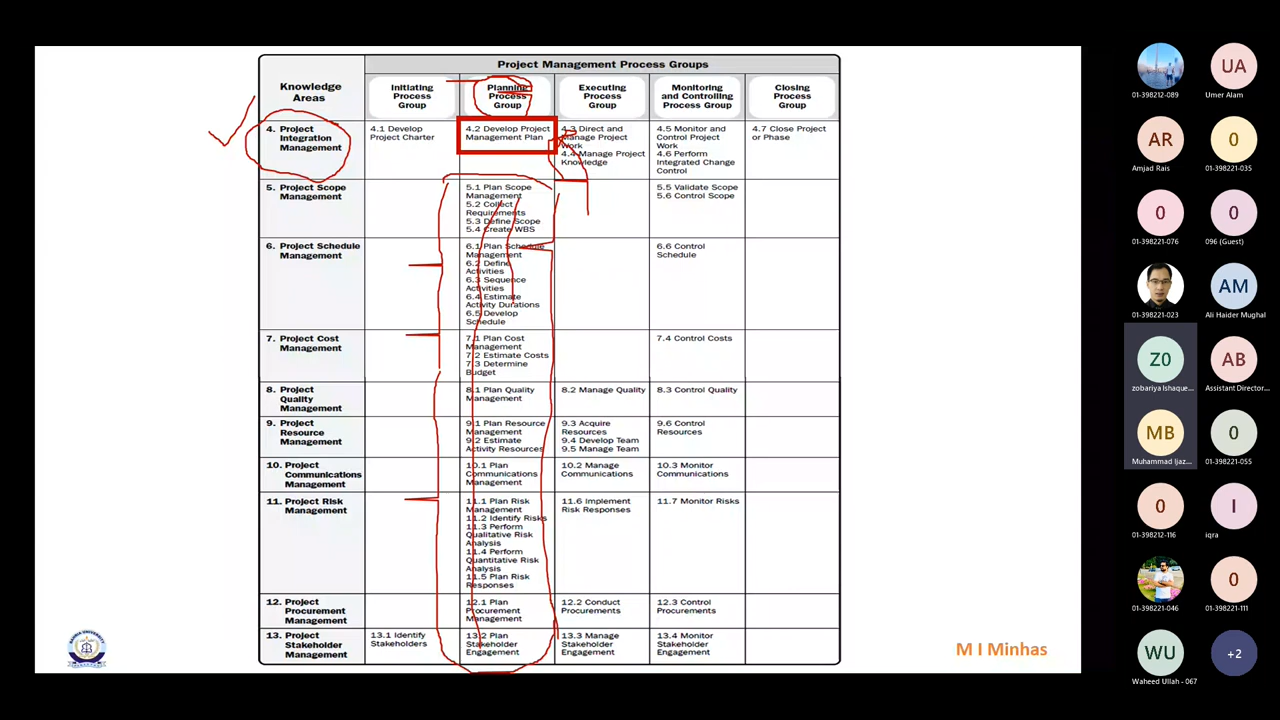 Project Management Process Groups
Knowledge
Areas
Initiating
Process
Group
Planning
Process
Group
Executing
Process
Group
Monitoring
and Controlling
Process Group
Closing
Process
Group
4. Project
Integration
Management
4.1 Develop
Project Charter
4.2 Develop Project
Management Plan
4.3 Direct and
Manage Project
Work
4.4 Manage Project
Knowledge
4.5 Monitor and
Control Project
Work
4.6 Perform
Integrated Change
Control
4.7 Close Project
or Phase
5. Project Scope
Management
5.1 Plan Scope
Management
5.2 Collect
Requirements
5.3 Define Scope
5.4 Create WBS
5.5 Validate Scope
5.6 Control Scope
6. Project Schedule
Management
6.1 Plan Schedule
Management
6.2 Define
Activities
6.3 Sequence
Activities
6.4 Estimate
Activity Durations
6.5 Develop
Schedule
6.6 Control
Schedule
7. Project Cost
Management
7.1 Plan Cost
Management
7.2 Estimate Costs
7.3 Determine
Budget
7.4 Control Costs
8. Project
Quality
Management
8.1 Plan Quality
Management
8.2 Manage Quality
8.3 Control Quality
9. Project
Resource
Management
9.1 Plan Resource
Management
9.2 Estimate
Activity Resources
9.3 Acquire
Resources
9.4 Develop Team
9.5 Manage Team
9.6 Control
Resources
10. Project
Communications
Management
10.1 Plan
Communications
Management
10.2 Manage
Communications
10.3 Monitor
Communications
11. Project Risk
Management
11.1 Plan Risk
Management
11.2 Identify Risks
11.3 Perform
Qualitative Risk
Analysis
11.4 Perform
Quantitative Risk
Analysis
11.5 Plan Risk
Responses
11.6 Implement
Risk Responses
11.7 Monitor Risks
12. Project
Procurement
Management
12.1 Plan
Procurement
Management
12.2 Conduct
Procurements
12.3 Control
Procurements
13. Project
Stakeholder
Management
13.1 Identify
Stakeholders
13.2 Plan
Stakeholder
Engagement
13.3 Manage
Stakeholder
Engagement
13.4 Monitor
Stakeholder
Engagement
M I Minhas
01-398212-089
UA
Umer Alam
AR
Amjad Rais
0
01-398221-035
0
01-398221-076
0
096 (Guest)
01-398221-023
AM
Ali Haider Mughal
Z0
zobariya Ishaque...
AB
Assistant Director...
MB
Muhammad Ijaz...
0
01-398221-055
0
01-398212-116
I
iqra
01-398221-046
0
01-398221-111
WU
Waheed Ullah - 067
+2